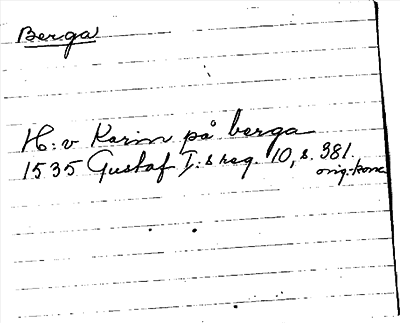 Berga
H:v Karin på berga
1535 Gustaf I:s reg. 10, s. 381.
orig.-konc